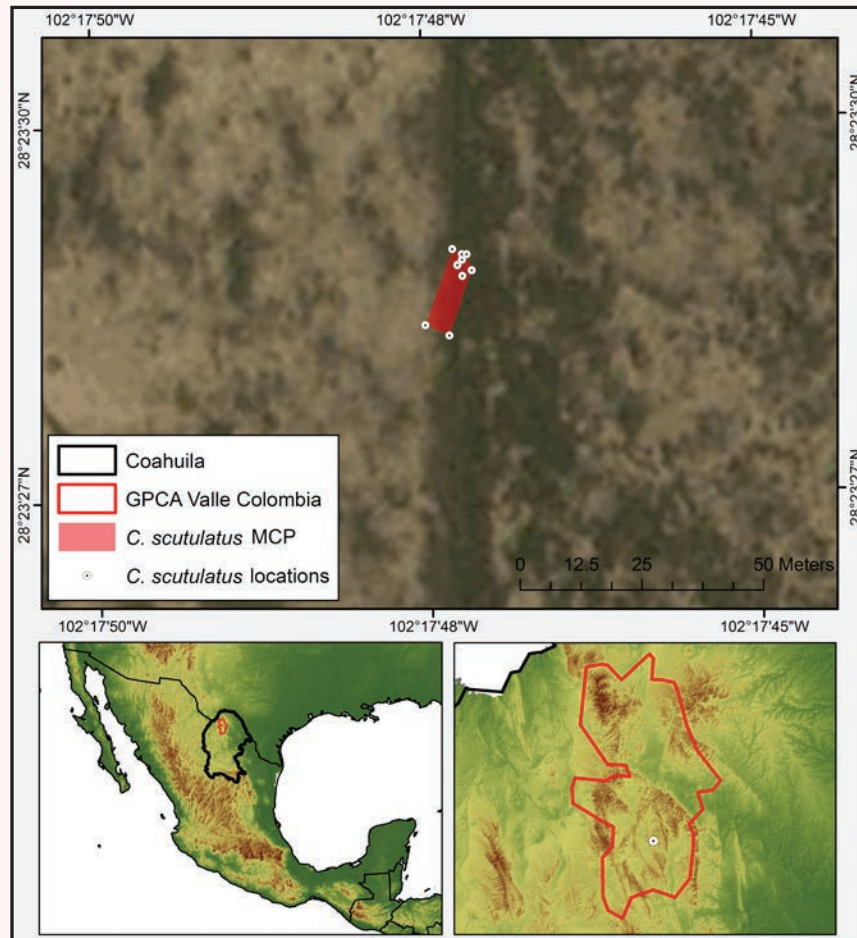 102°17'50"W 102°17'48"W 102°17'45"W
28°23'30"N
28°23'30"N
Coahuila
GPCA Valle Colombia
C. scutulatus MCP
C. scutulatus locations
28°23'27"N
28°23'27"N
0 12.5 25 50 Meters
102°17'50"W 102°17'48"W 102°17'45"W